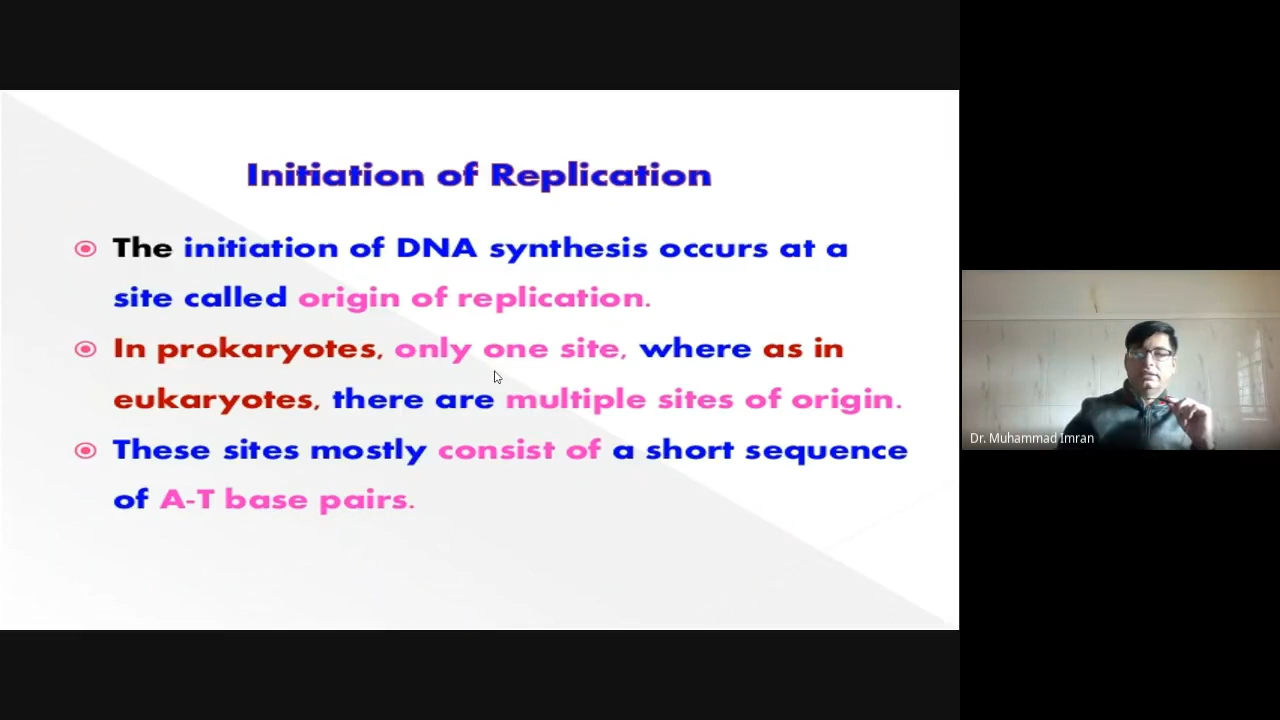 Initiation of Replication
The initiation of DNA synthesis occurs at a
site called origin of replication.
In prokaryotes, only one site, where as in
eukaryotes, there are multiple sites of origin.
These sites mostly consist of a short sequence
of A-T base pairs.
Dr. Muhammad Imran